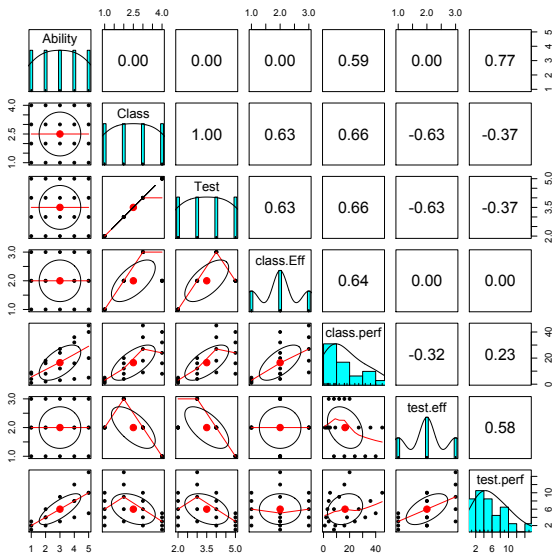 1.0 2.5 4.0 1.0 2.0 3.0 1.0 2.0 3.0
Ability 0.00 0.00 0.00 0.59 0.00 0.77 1 2 3 4 5
1.0 2.5 4.0 Class 1.00 0.63 0.66 -0.63 -0.37
Test 0.63 0.66 -0.63 -0.37 2.0 3.5 5.0
1.0 2.0 3.0 class.Eff 0.64 0.00 0.00
class.perf -0.32 0.23 0 20 40
1.0 2.0 3.0 test.eff 0.58
test.perf 2 6 10
1 2 3 4 5 2.0 3.5 5.0 0 20 40 2 4 6 8 12